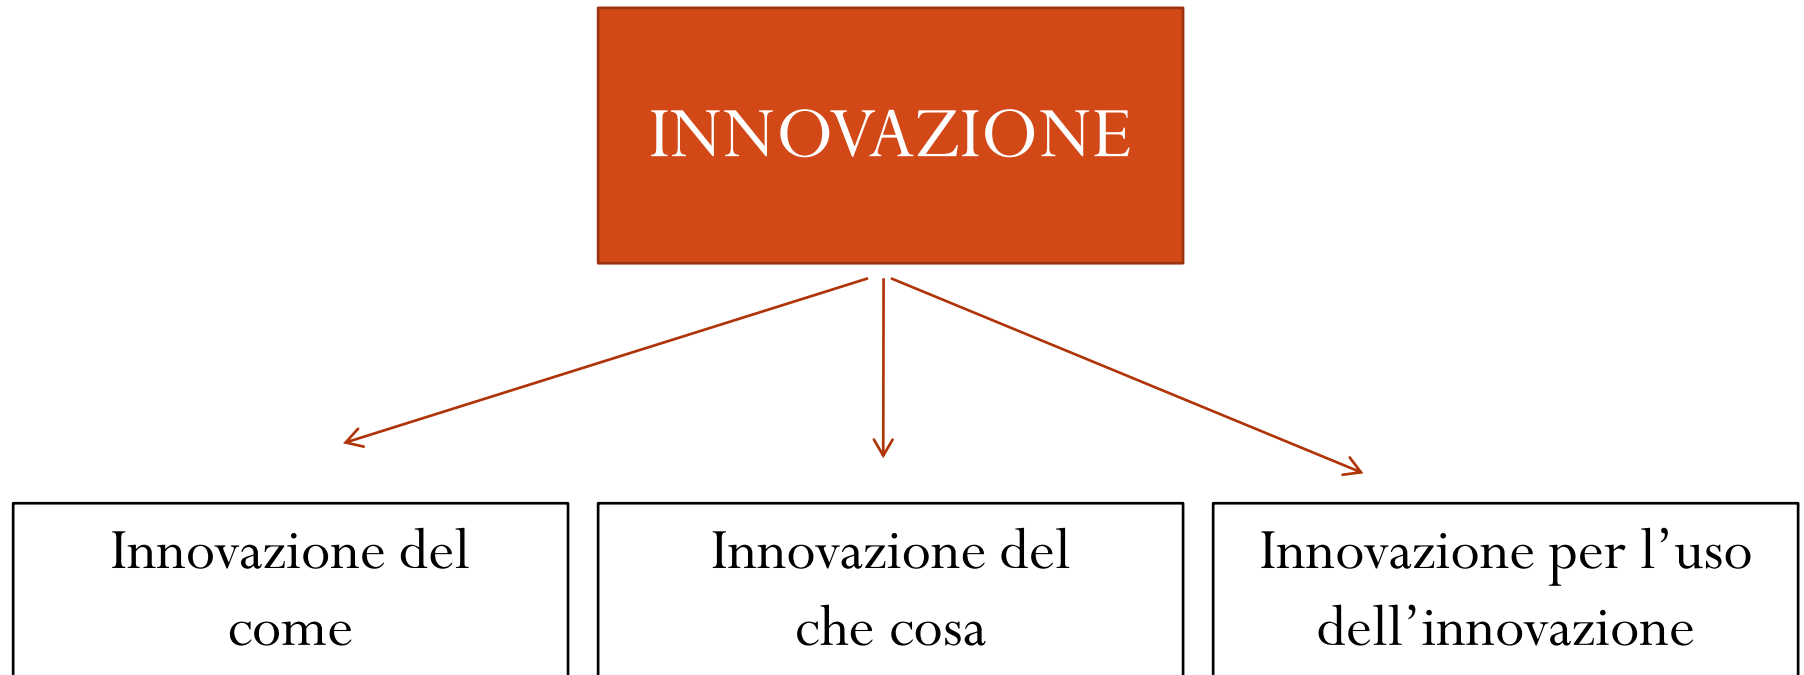 INNOVAZIONE
Innovazione del
come
Innovazione del
che cosa
Innovazione per l’uso
dell’innovazione